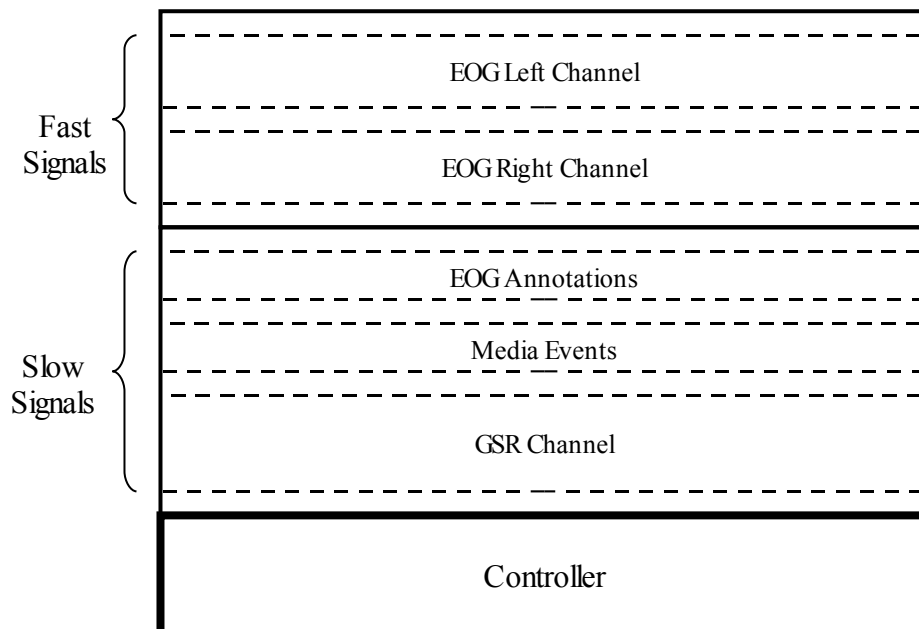 EOG Left Channel
Fast
Signals
EOG Right Channel
EOG Annotations
Media Events
Slow
Signals
GSR Channel
Controller